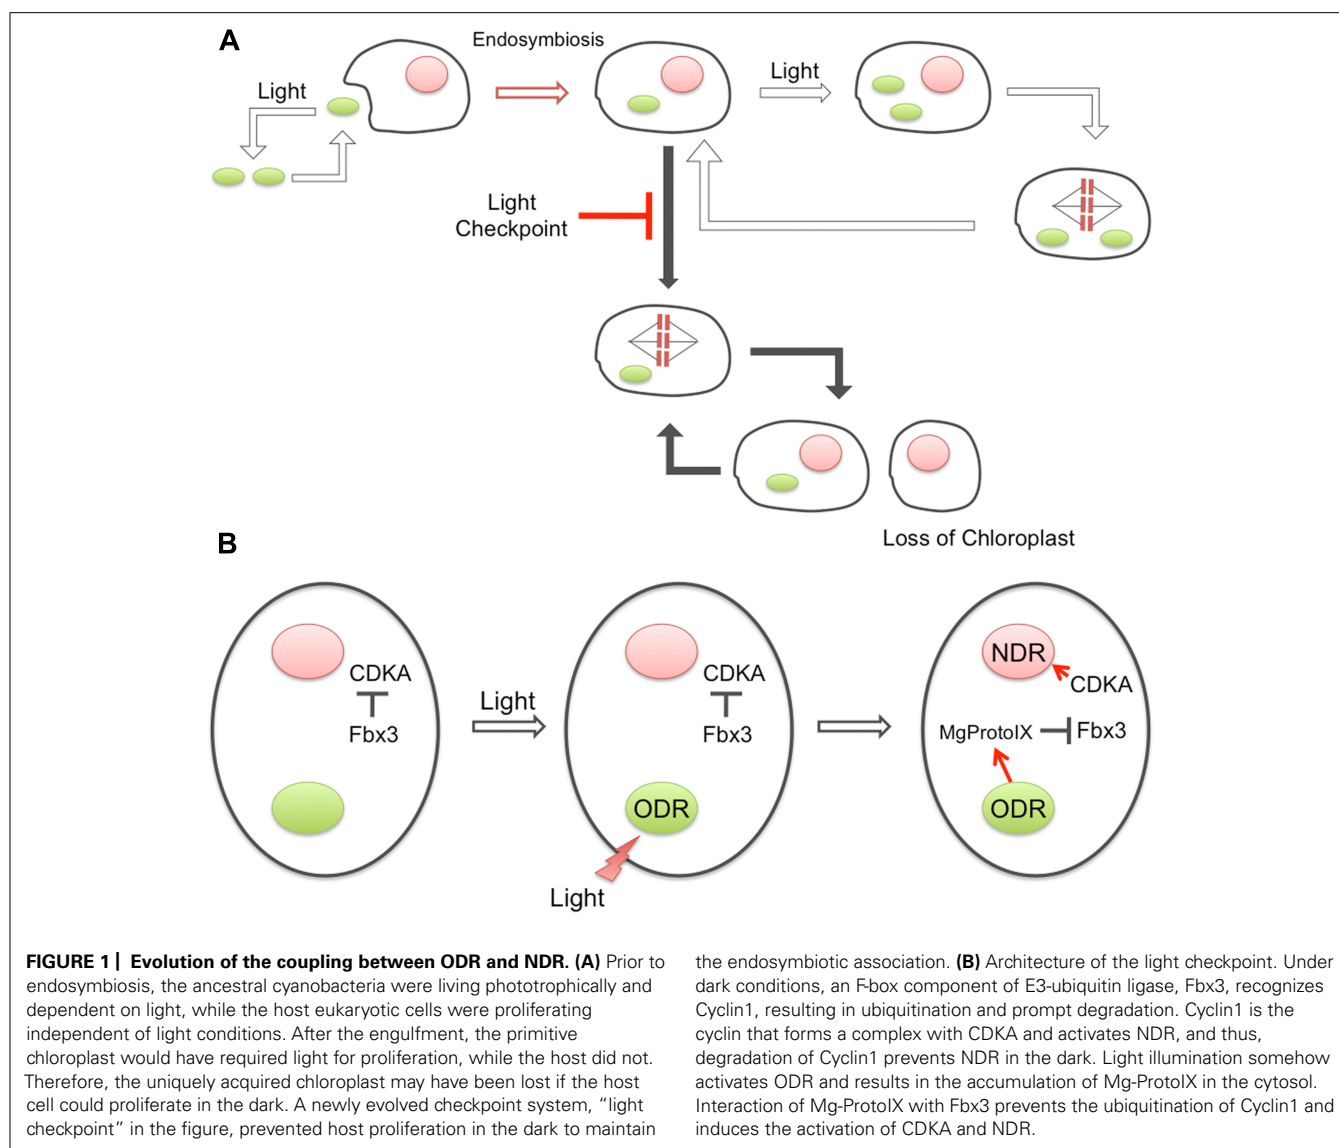 A
Endosymbiosis
Light
Light
Light
Checkpoint
Loss of Chloroplast
B
CDKA
Fbx3
Light
CDKA
Fbx3
ODR
Light
NDR
CDKA
MgProtoIX
Fbx3
ODR
FIGURE 1 | Evolution of the coupling between ODR and NDR. (A) Prior to
endosymbiosis, the ancestral cyanobacteria were living phototrophically and
dependent on light, while the host eukaryotic cells were proliferating
independent of light conditions. After the engulfment, the primitive
chloroplast would have required light for proliferation, while the host did not.
Therefore, the uniquely acquired chloroplast may have been lost if the host
cell could proliferate in the dark. A newly evolved checkpoint system, “light
checkpoint” in the figure, prevented host proliferation in the dark to maintain
the endosymbiotic association. (B) Architecture of the light checkpoint. Under
dark conditions, an F-box component of E3-ubiquitin ligase, Fbx3, recognizes
Cyclin1, resulting in ubiquitination and prompt degradation. Cyclin1 is the
cyclin that forms a complex with CDKA and activates NDR, and thus,
degradation of Cyclin1 prevents NDR in the dark. Light illumination somehow
activates ODR and results in the accumulation of Mg-ProtoIX in the cytosol.
Interaction of Mg-ProtoIX with Fbx3 prevents the ubiquitination of Cyclin1 and
induces the activation of CDKA and NDR.